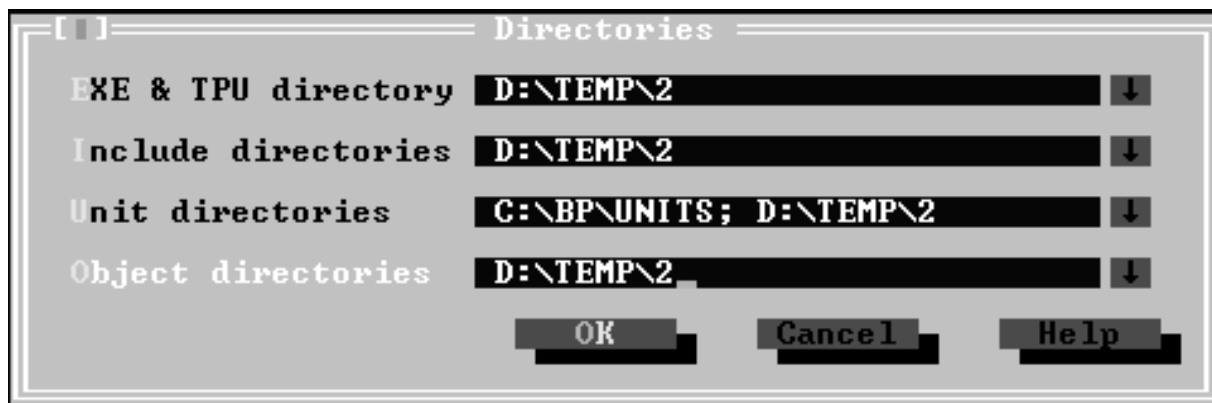 [ ] Directories
EXE & TPU directory D:\TEMP\2 ↓
Include directories D:\TEMP\2 ↓
Unit directories C:\BP\UNITS; D:\TEMP\2 ↓
Object directories D:\TEMP\2_ ↓
OK Cancel Help